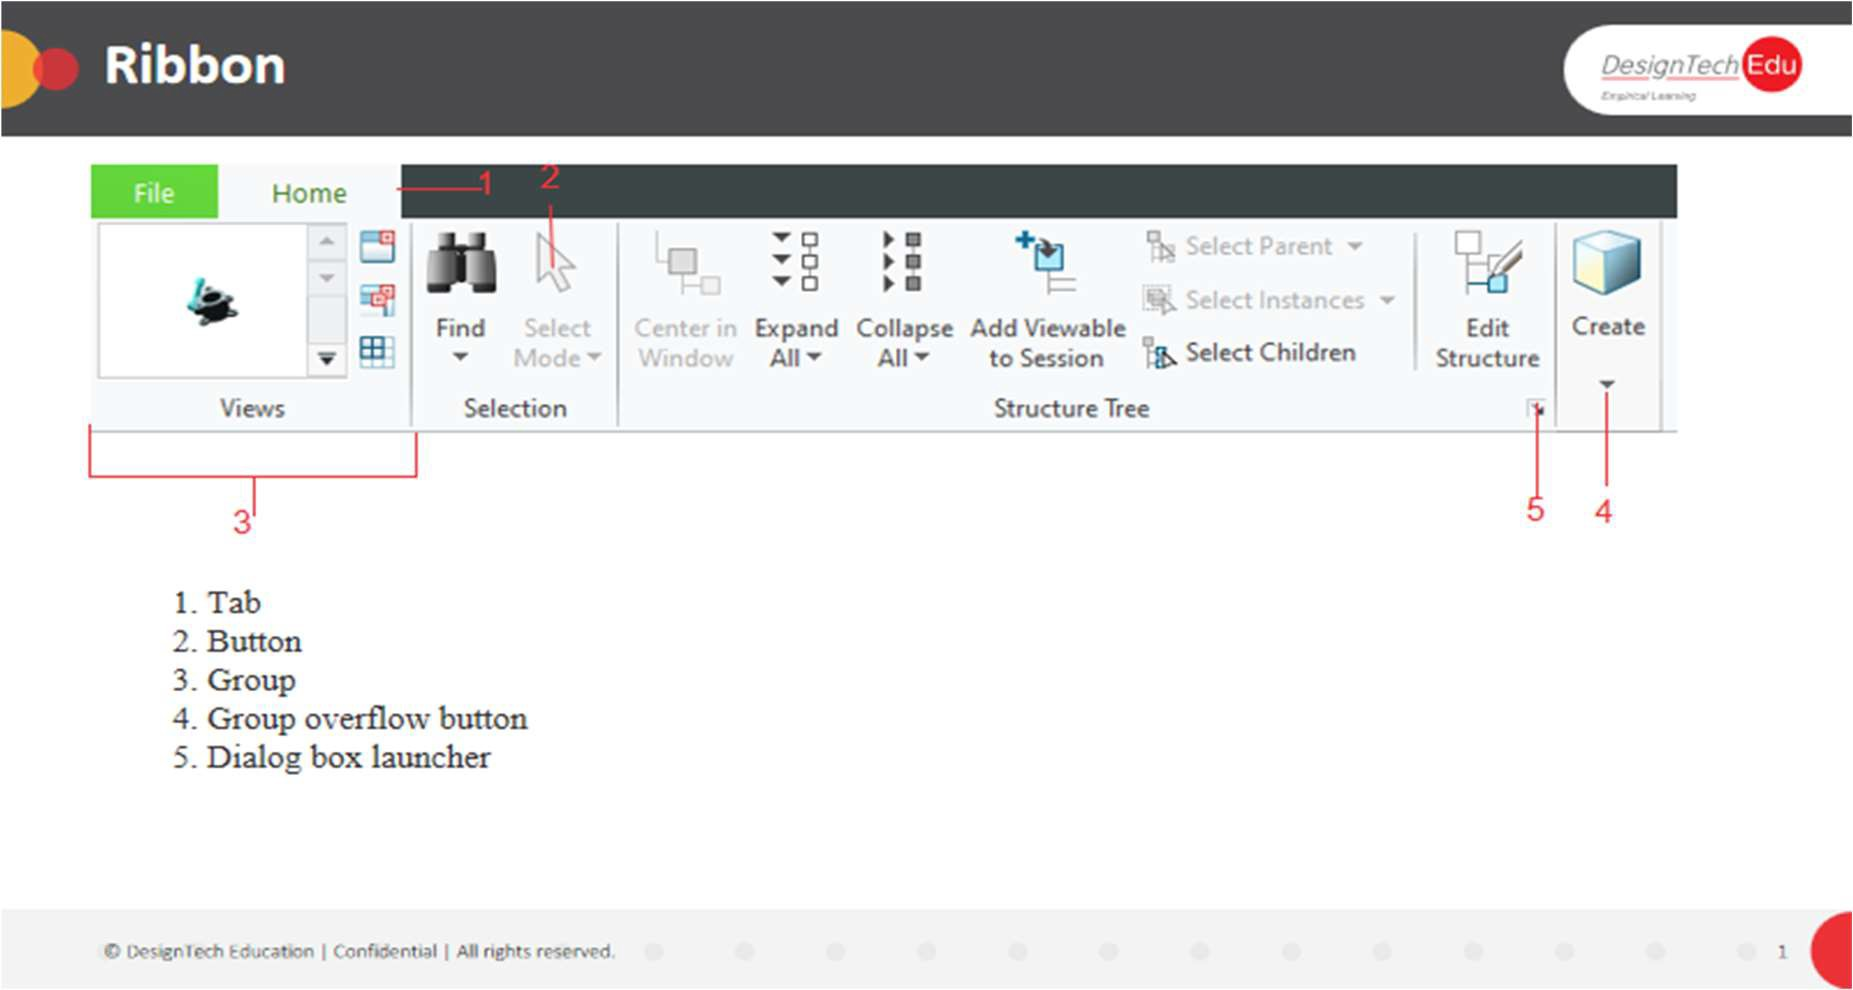 Ribbon
DesignTech Edu
Empirical Learning
File
Home
1
2
Find
Select
Mode
Center in
Window
Expand
All
Collapse
All
Add Viewable
to Session
Select Parent
Select Instances
Select Children
Edit
Structure
Create
Views
Selection
Structure Tree
3
5
4
1. Tab
2. Button
3. Group
4. Group overflow button
5. Dialog box launcher
© DesignTech Education | Confidential | All rights reserved.
1